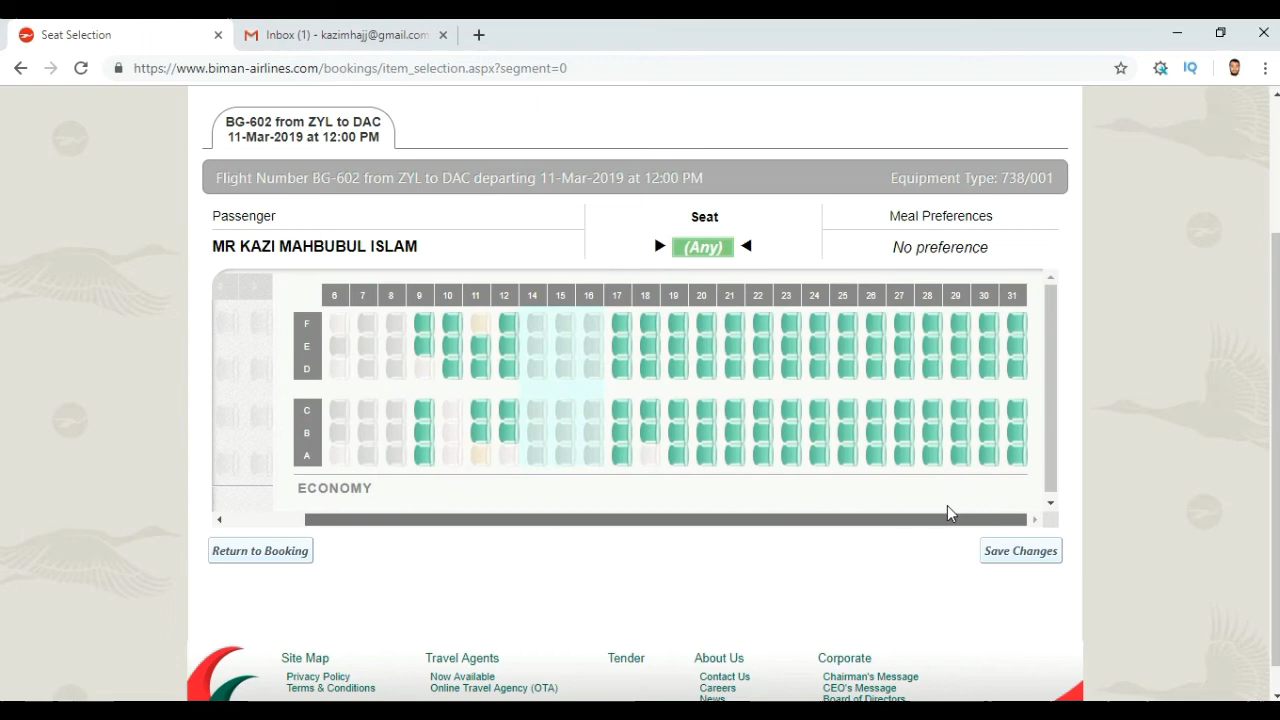 Seat Selection
Inbox (1) - kazimhajj@gmail.com
https://www.biman-airlines.com/bookings/item_selection.aspx?segment=0
BG-602 from ZYL to DAC
11-Mar-2019 at 12:00 PM
Flight Number BG-602 from ZYL to DAC departing 11-Mar-2019 at 12:00 PM
Equipment Type: 738/001
Passenger
Seat
Meal Preferences
MR KAZI MAHBUBUL ISLAM
(Any)
No preference
6 7 8 9 10 11 12 14 15 16 17 18 19 20 21 22 23 24 25 26 27 28 29 30 31
F
E
D
C
B
A
ECONOMY
Return to Booking
Save Changes
Site Map
Travel Agents
Tender
About Us
Corporate
Privacy Policy
Now Available
Contact Us
Chairman's Message
Terms & Conditions
Online Travel Agency (OTA)
Careers
CEO's Message
News
Board of Directors